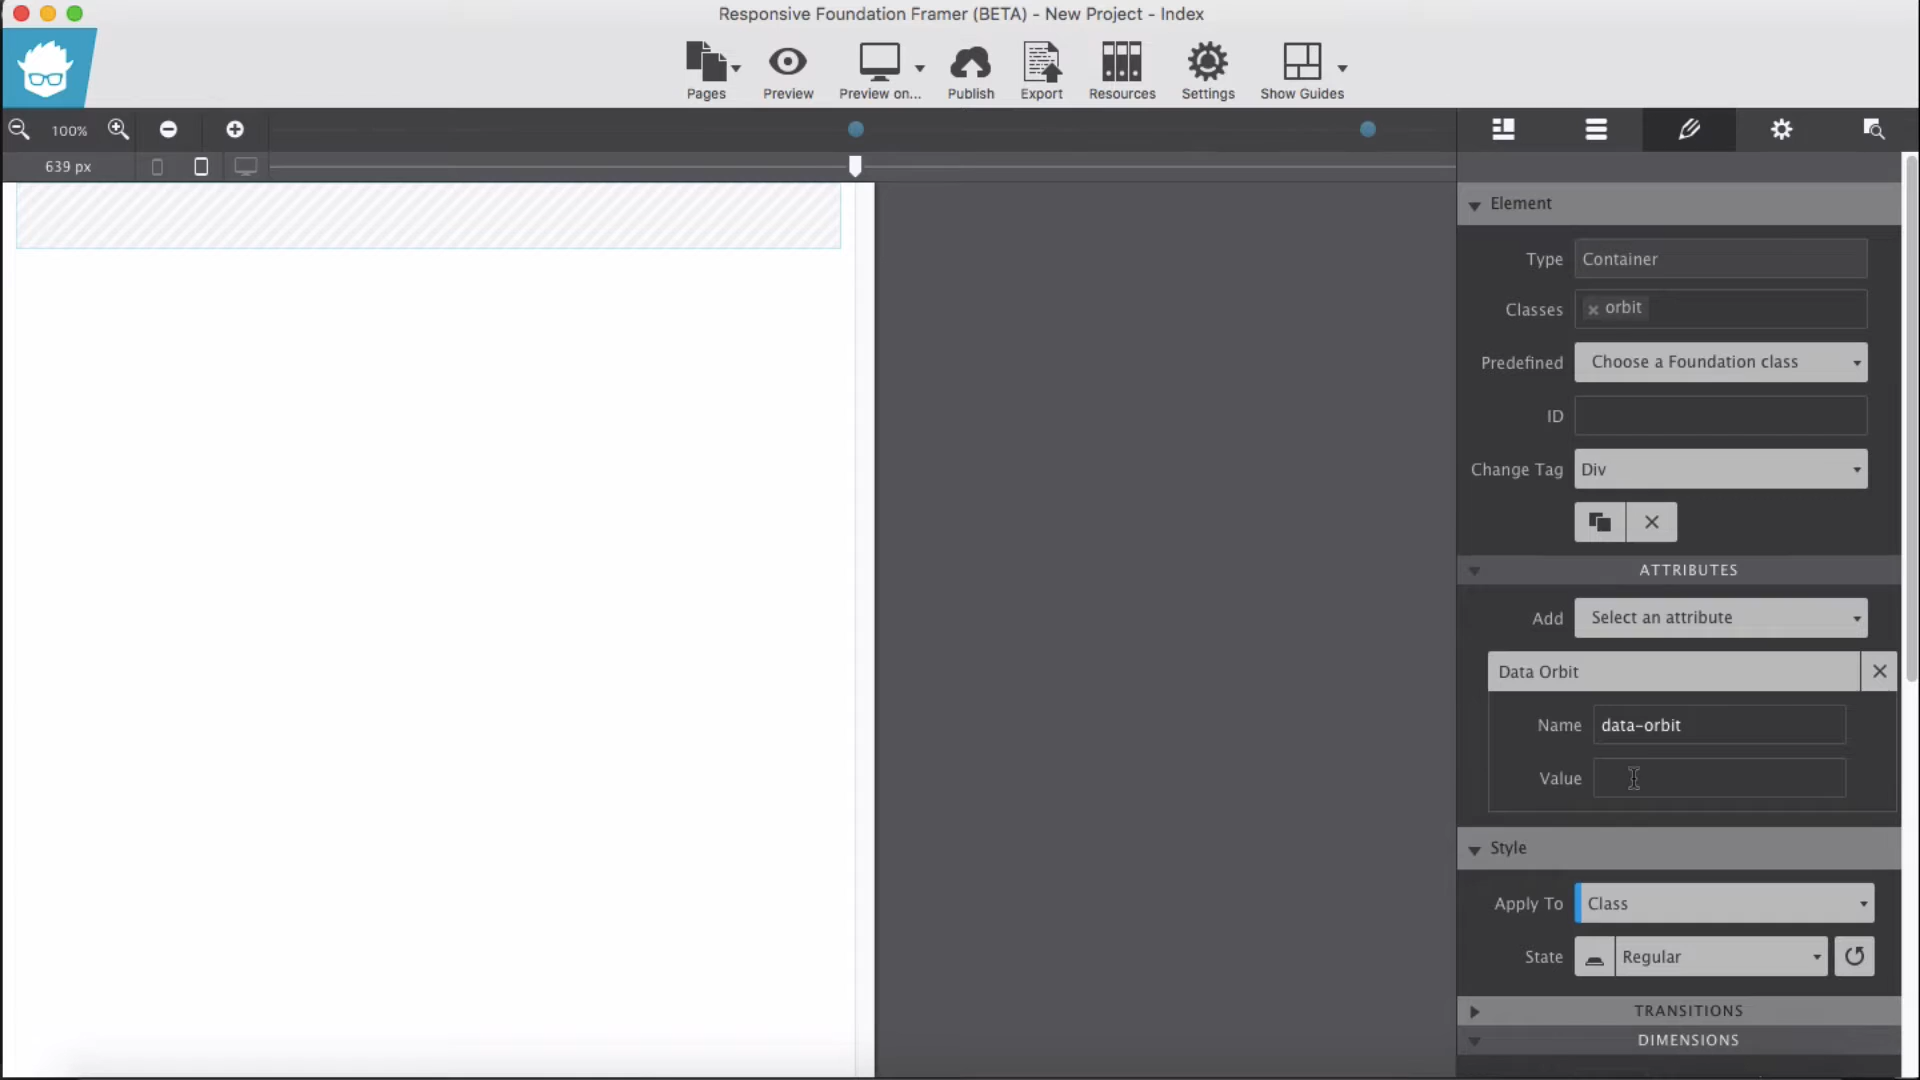 Responsive Foundation Framer (BETA) - New Project - Index
Pages
Preview
Preview on...
Publish
Export
Resources
Settings
Show Guides
100%
639 px
Element
Type Container
Classes × orbit
Predefined Choose a Foundation class
ID
Change Tag Div
ATTRIBUTES
Add Select an attribute
Data Orbit
Name data-orbit
Value
Style
Apply To Class
State Regular
TRANSITIONS
DIMENSIONS